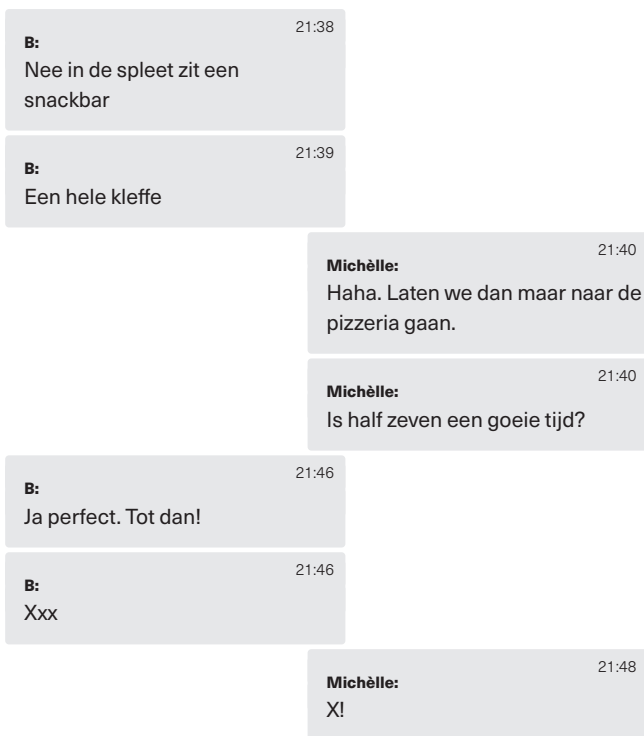 21:38
B:
Nee in de spleet zit een
snackbar
21:39
B:
Een hele kleffe
21:40
Michèlle:
Haha. Laten we dan maar naar de
pizzeria gaan.
21:40
Michèlle:
Is half zeven een goeie tijd?
21:46
B:
Ja perfect. Tot dan!
21:46
B:
Xxx
21:48
Michèlle:
X!